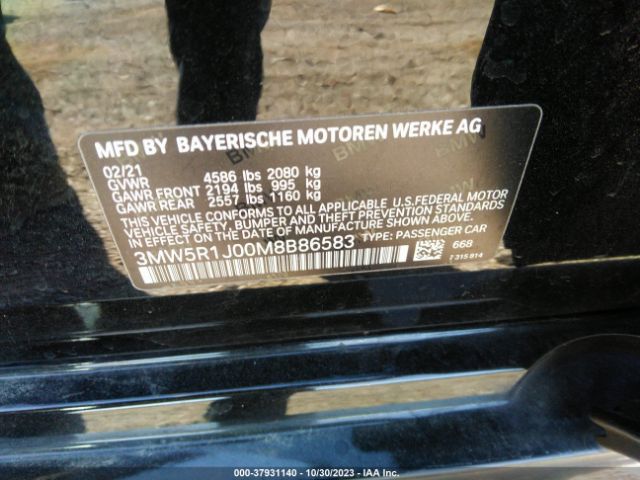 MFD BY BAYERISCHE MOTOREN WERKE AG
02/21
GVWR 4586 lbs 2080 kg
GAWR FRONT 2194 lbs 995 kg
GAWR REAR 2557 lbs 1160 kg
THIS VEHICLE CONFORMS TO ALL APPLICABLE U.S.FEDERAL MOTOR
VEHICLE SAFETY, BUMPER, AND THEFT PREVENTION STANDARDS
IN EFFECT ON THE DATE OF MANUFACTURE SHOWN ABOVE.
3MW5R1J00M8B86583 TYPE: PASSENGER CAR
668
7 315 814
000-37931140 - 10/30/2023 - IAA Inc.